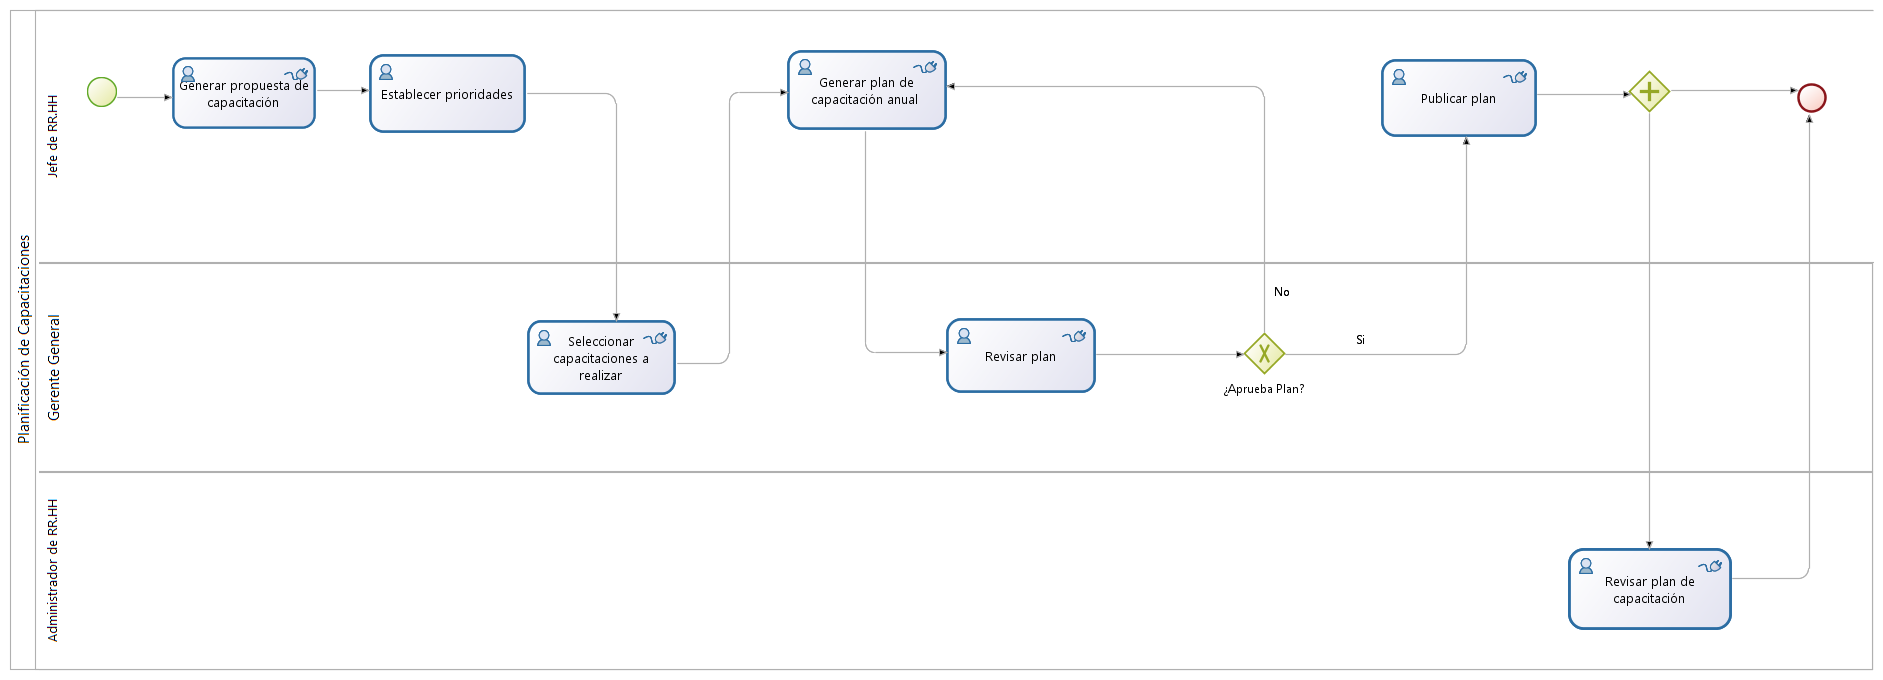 Planificación de Capacitaciones
Jefe de RR.HH
Generar propuesta de
capacitación
Establecer prioridades
Generar plan de
capacitación anual
Publicar plan
Gerente General
Seleccionar
capacitaciones a
realizar
Revisar plan
No
Si
¿Aprueba Plan?
Administrador de RR.HH
Revisar plan de
capacitación